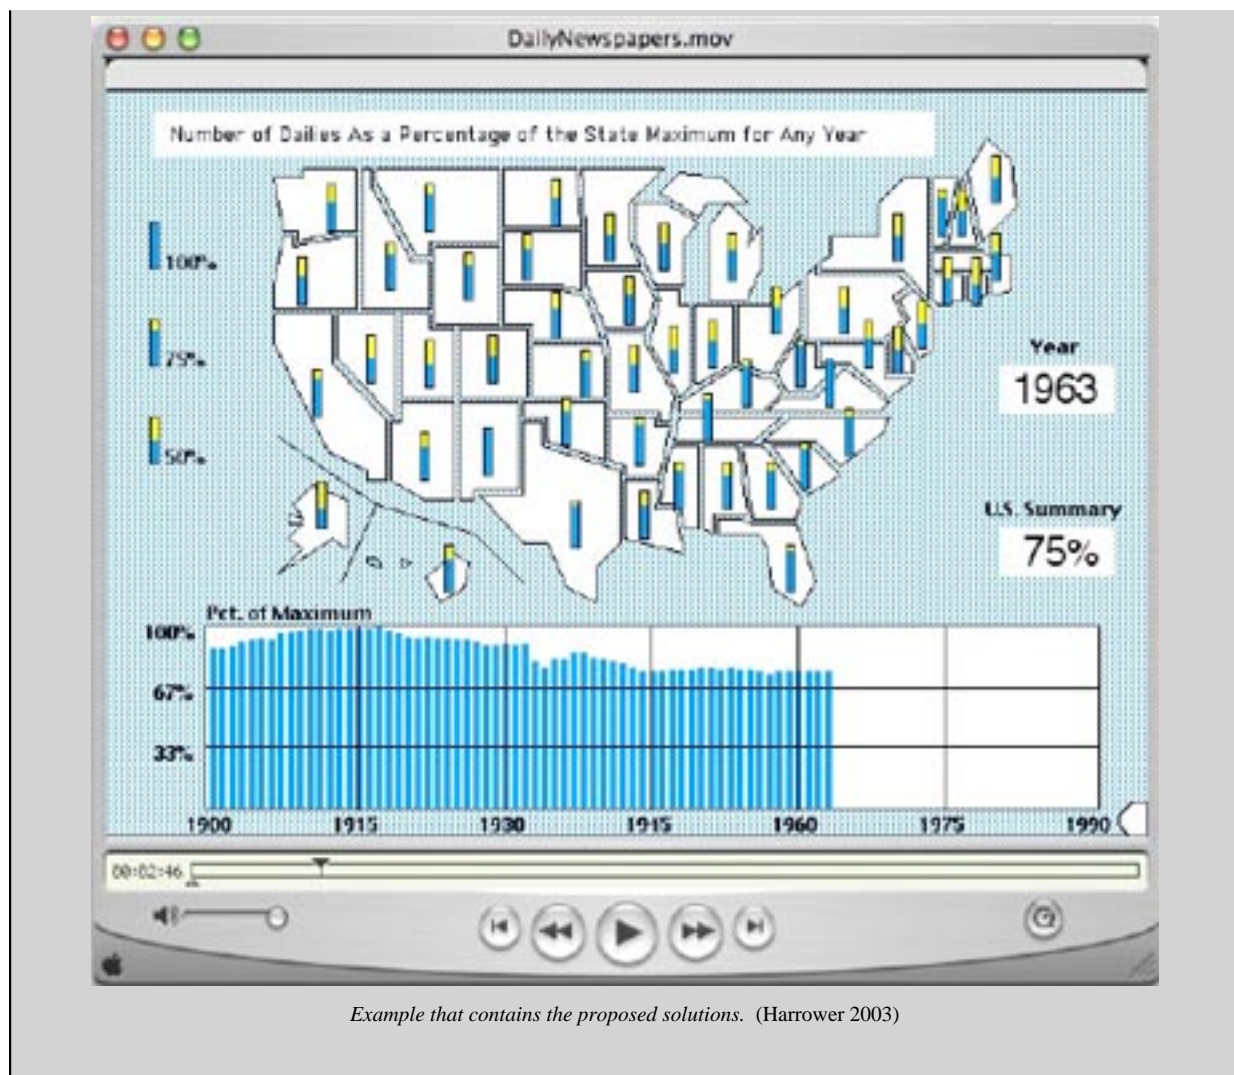 DailyNewspapers.mov
Number of Dailies As a Percentage of the State Maximum for Any Year
100%
75%
50%
Year
1963
U.S. Summary
75%
Pct. of Maximum
100%
67%
33%
1900 1915 1930 1945 1960 1975 1990
00:02:46
Example that contains the proposed solutions. (Harrower 2003)